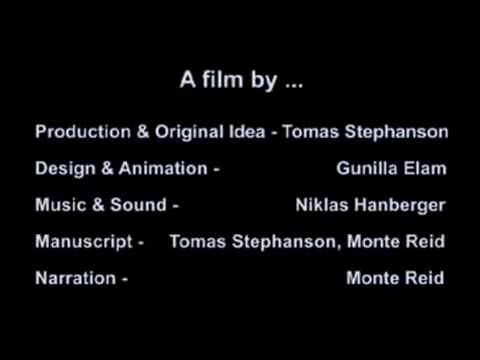 A film by ...
Production & Original Idea - Tomas Stephanson
Design & Animation - Gunilla Elam
Music & Sound - Niklas Hanberger
Manuscript - Tomas Stephanson, Monte Reid
Narration - Monte Reid